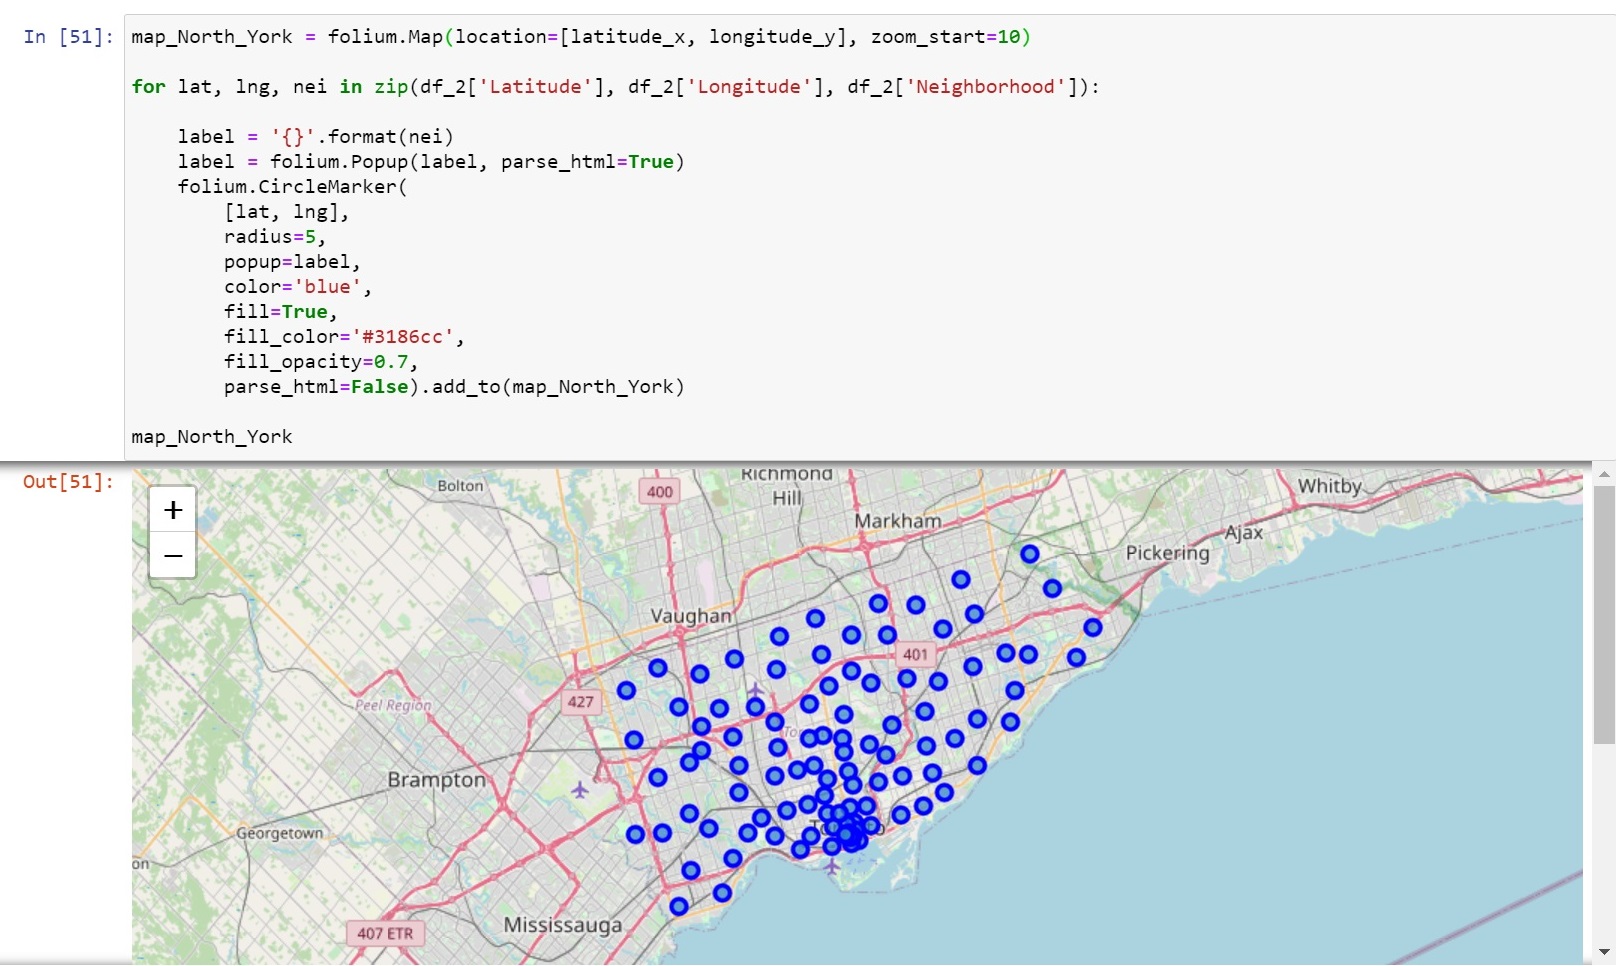 In [51]:
map_North_York = folium.Map(location=[latitude_x, longitude_y], zoom_start=10)
for lat, lng, nei in zip(df_2['Latitude'], df_2['Longitude'], df_2['Neighborhood']):
label = '{}'.format(nei)
label = folium.Popup(label, parse_html=True)
folium.CircleMarker(
[lat, lng],
radius=5,
popup=label,
color='blue',
fill=True,
fill_color='#3186cc',
fill_opacity=0.7,
parse_html=False).add_to(map_North_York)
map_North_York
Out[51]:
+
−
Richmond
Hill
Bolton
400
Whitby
Markham
Ajax
Pickering
Vaughan
401
427
Peel Region
Brampton
Georgetown
on
Mississauga
407 ETR